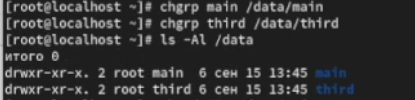 [root@localhost ~]# chgrp main /data/main
[root@localhost ~]# chgrp third /data/third
[root@localhost ~]# ls -Al /data
итого 0
drwxr-xr-x. 2 root main  6 сен 15 13:45 main
drwxr-xr-x. 2 root third 6 сен 15 13:45 third